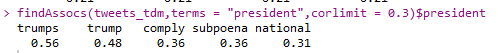 > findAssocs(tweets_tdm,terms = "president",corlimit = 0.3)$president
trumps trump comply subpoena national
0.56 0.48 0.36 0.36 0.31